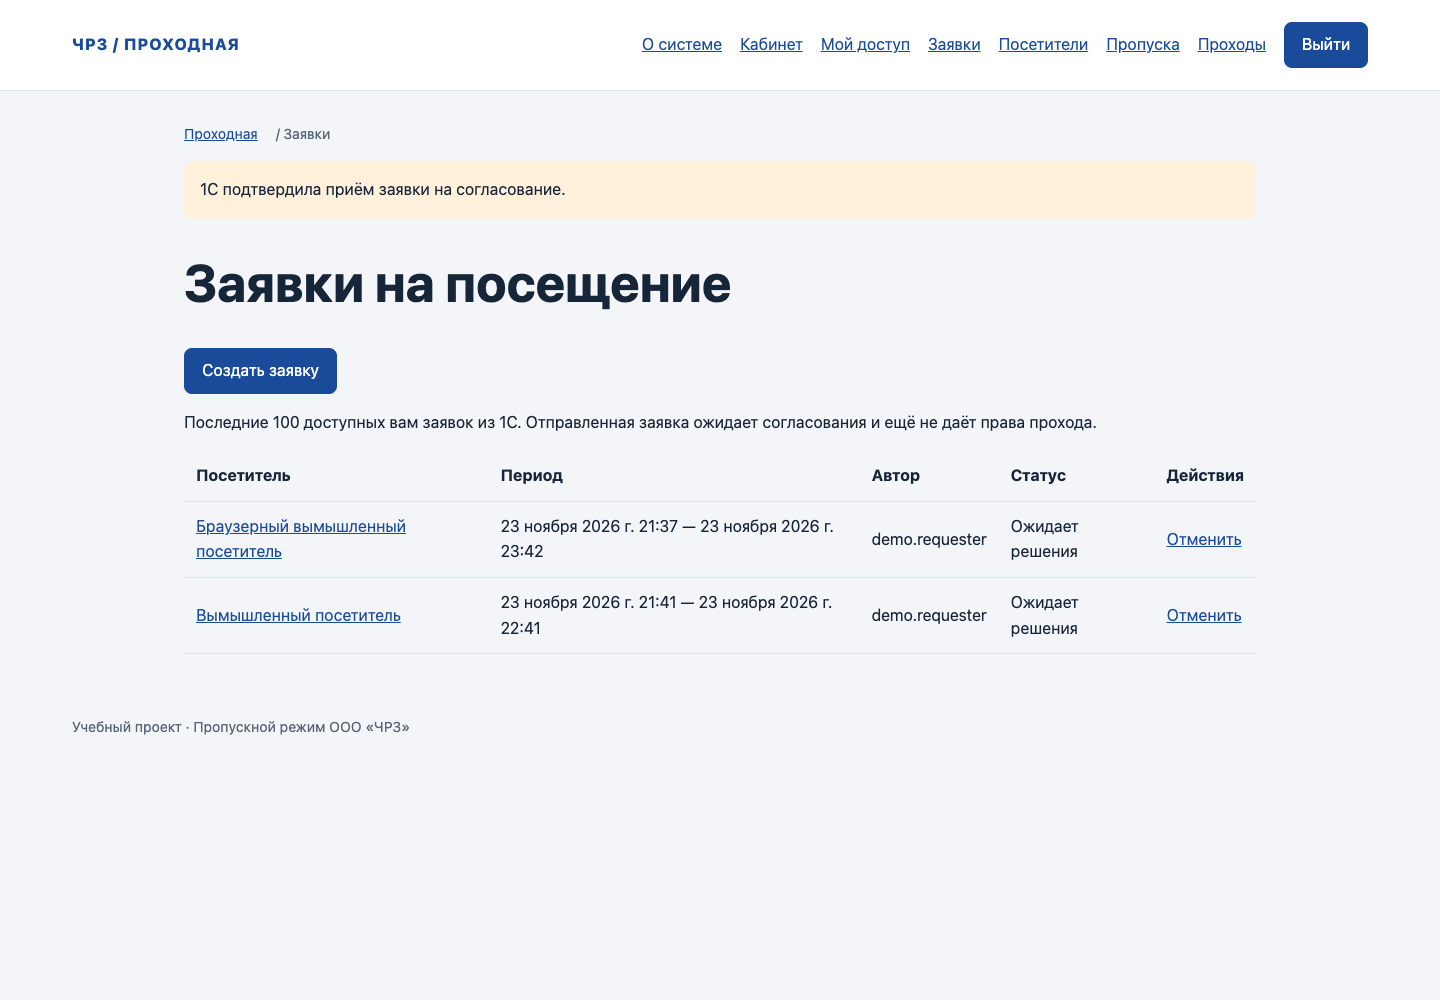 ЧРЗ / ПРОХОДНАЯ
О системе Кабинет Мой доступ Заявки Посетители Пропуска Проходы Выйти
Проходная / Заявки
1С подтвердила приём заявки на согласование.
Заявки на посещение
Создать заявку
Последние 100 доступных вам заявок из 1С. Отправленная заявка ожидает согласования и ещё не даёт права прохода.
Посетитель Период Автор Статус Действия
Браузерный вымышленный посетитель 23 ноября 2026 г. 21:37 — 23 ноября 2026 г. 23:42 demo.requester Ожидает решения Отменить
Вымышленный посетитель 23 ноября 2026 г. 21:41 — 23 ноября 2026 г. 22:41 demo.requester Ожидает решения Отменить
Учебный проект · Пропускной режим ООО «ЧРЗ»